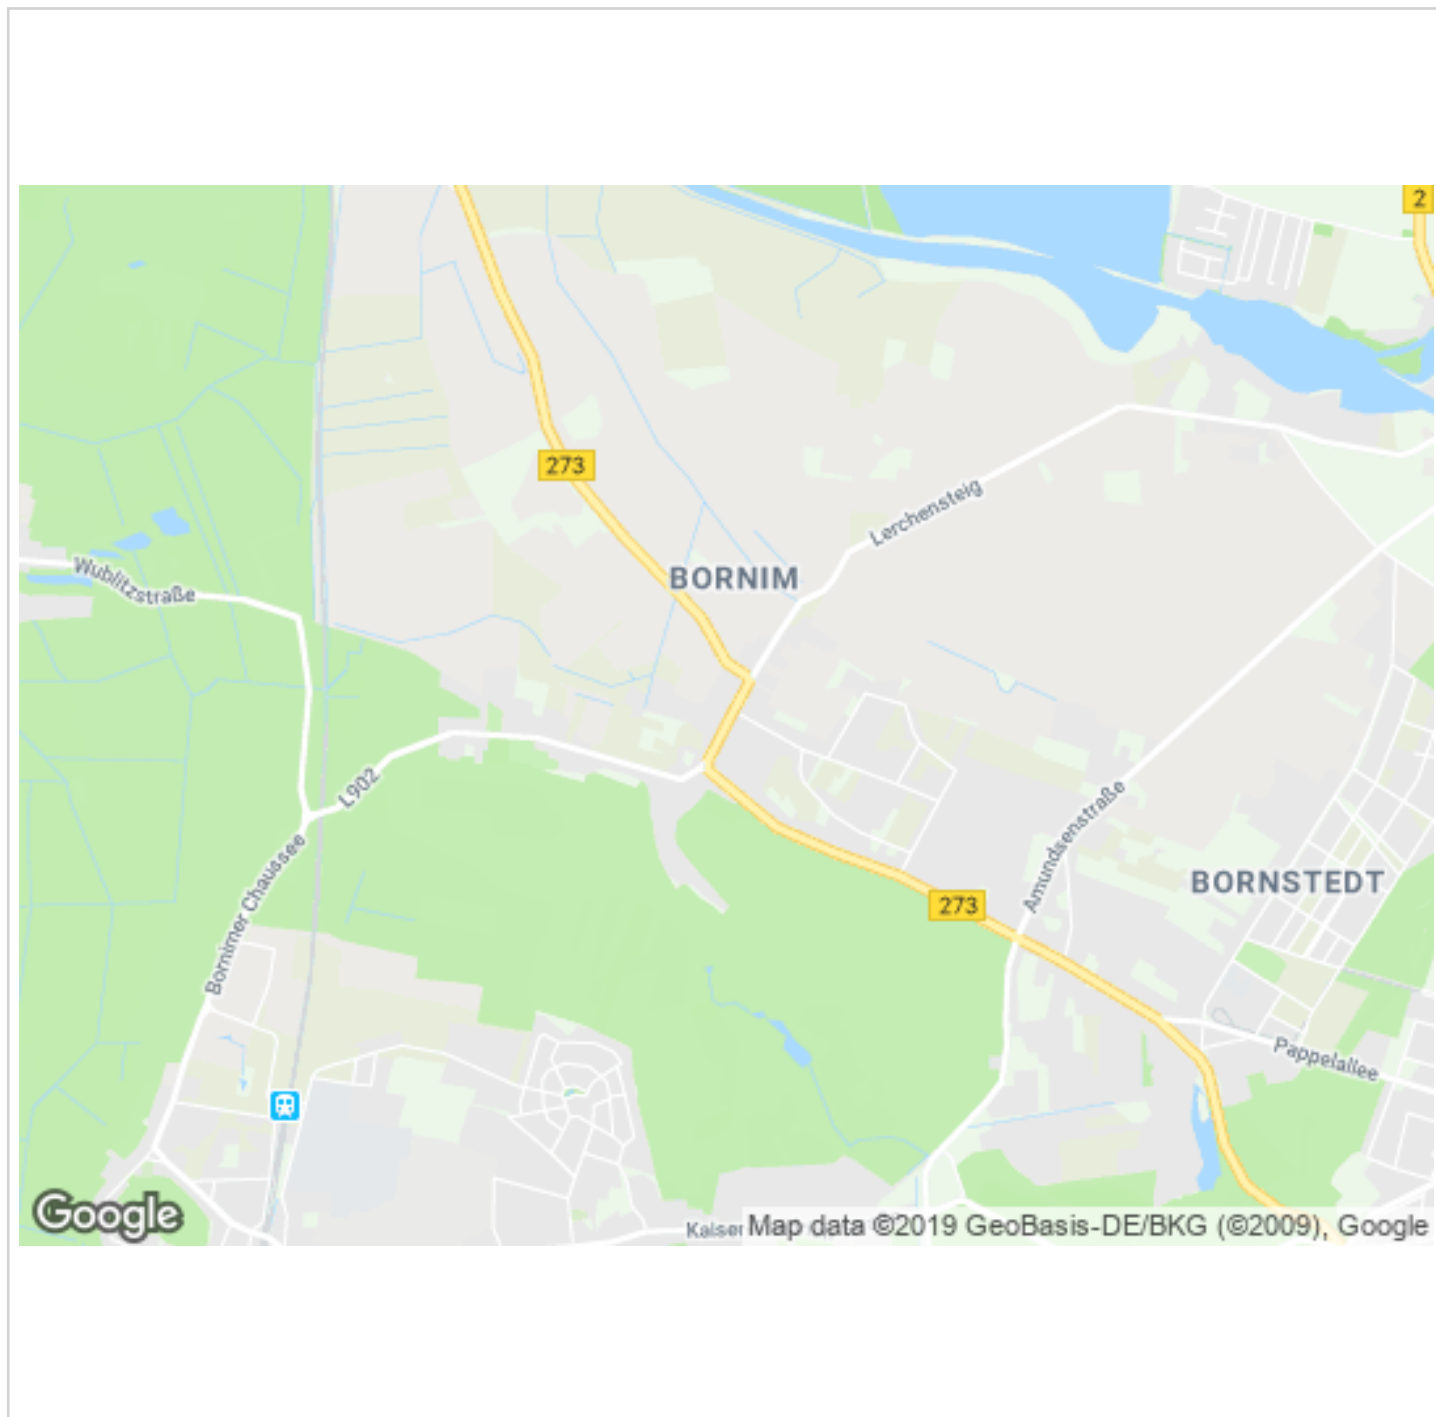 2
273
Lerchensteig
BORNIM
Wublitzstraße
L902
Amundsenstraße
Bornimer Chaussee
BORNSTEDT
273
Pappelallee
Google
Kaiser
Map data ©2019 GeoBasis-DE/BKG (©2009), Google